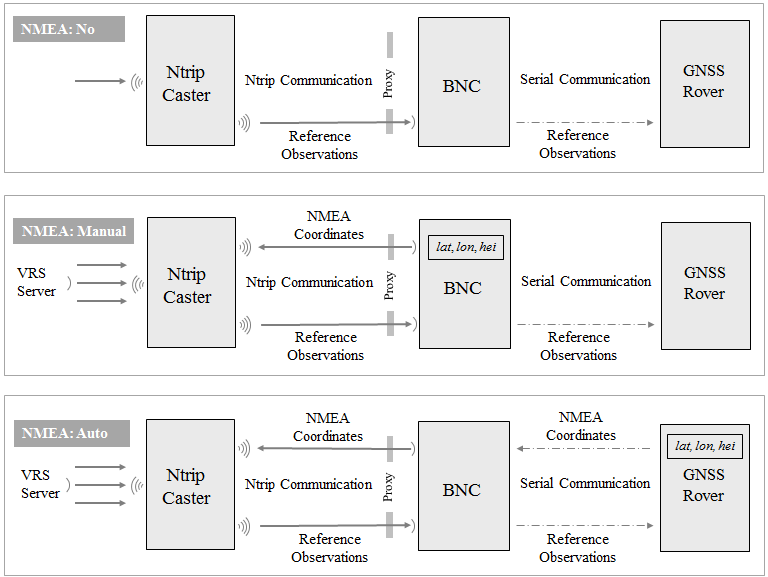 NMEA: No
Ntrip
Caster
Ntrip Communication
Proxy
Reference
Observations
BNC
Serial Communication
Reference
Observations
GNSS
Rover
NMEA: Manual
VRS
Server
Ntrip
Caster
NMEA
Coordinates
Ntrip Communication
Proxy
Reference
Observations
lat, lon, hei
BNC
Serial Communication
Reference
Observations
GNSS
Rover
NMEA: Auto
VRS
Server
Ntrip
Caster
NMEA
Coordinates
Ntrip Communication
Proxy
Reference
Observations
BNC
NMEA
Coordinates
Serial Communication
Reference
Observations
lat, lon, hei
GNSS
Rover